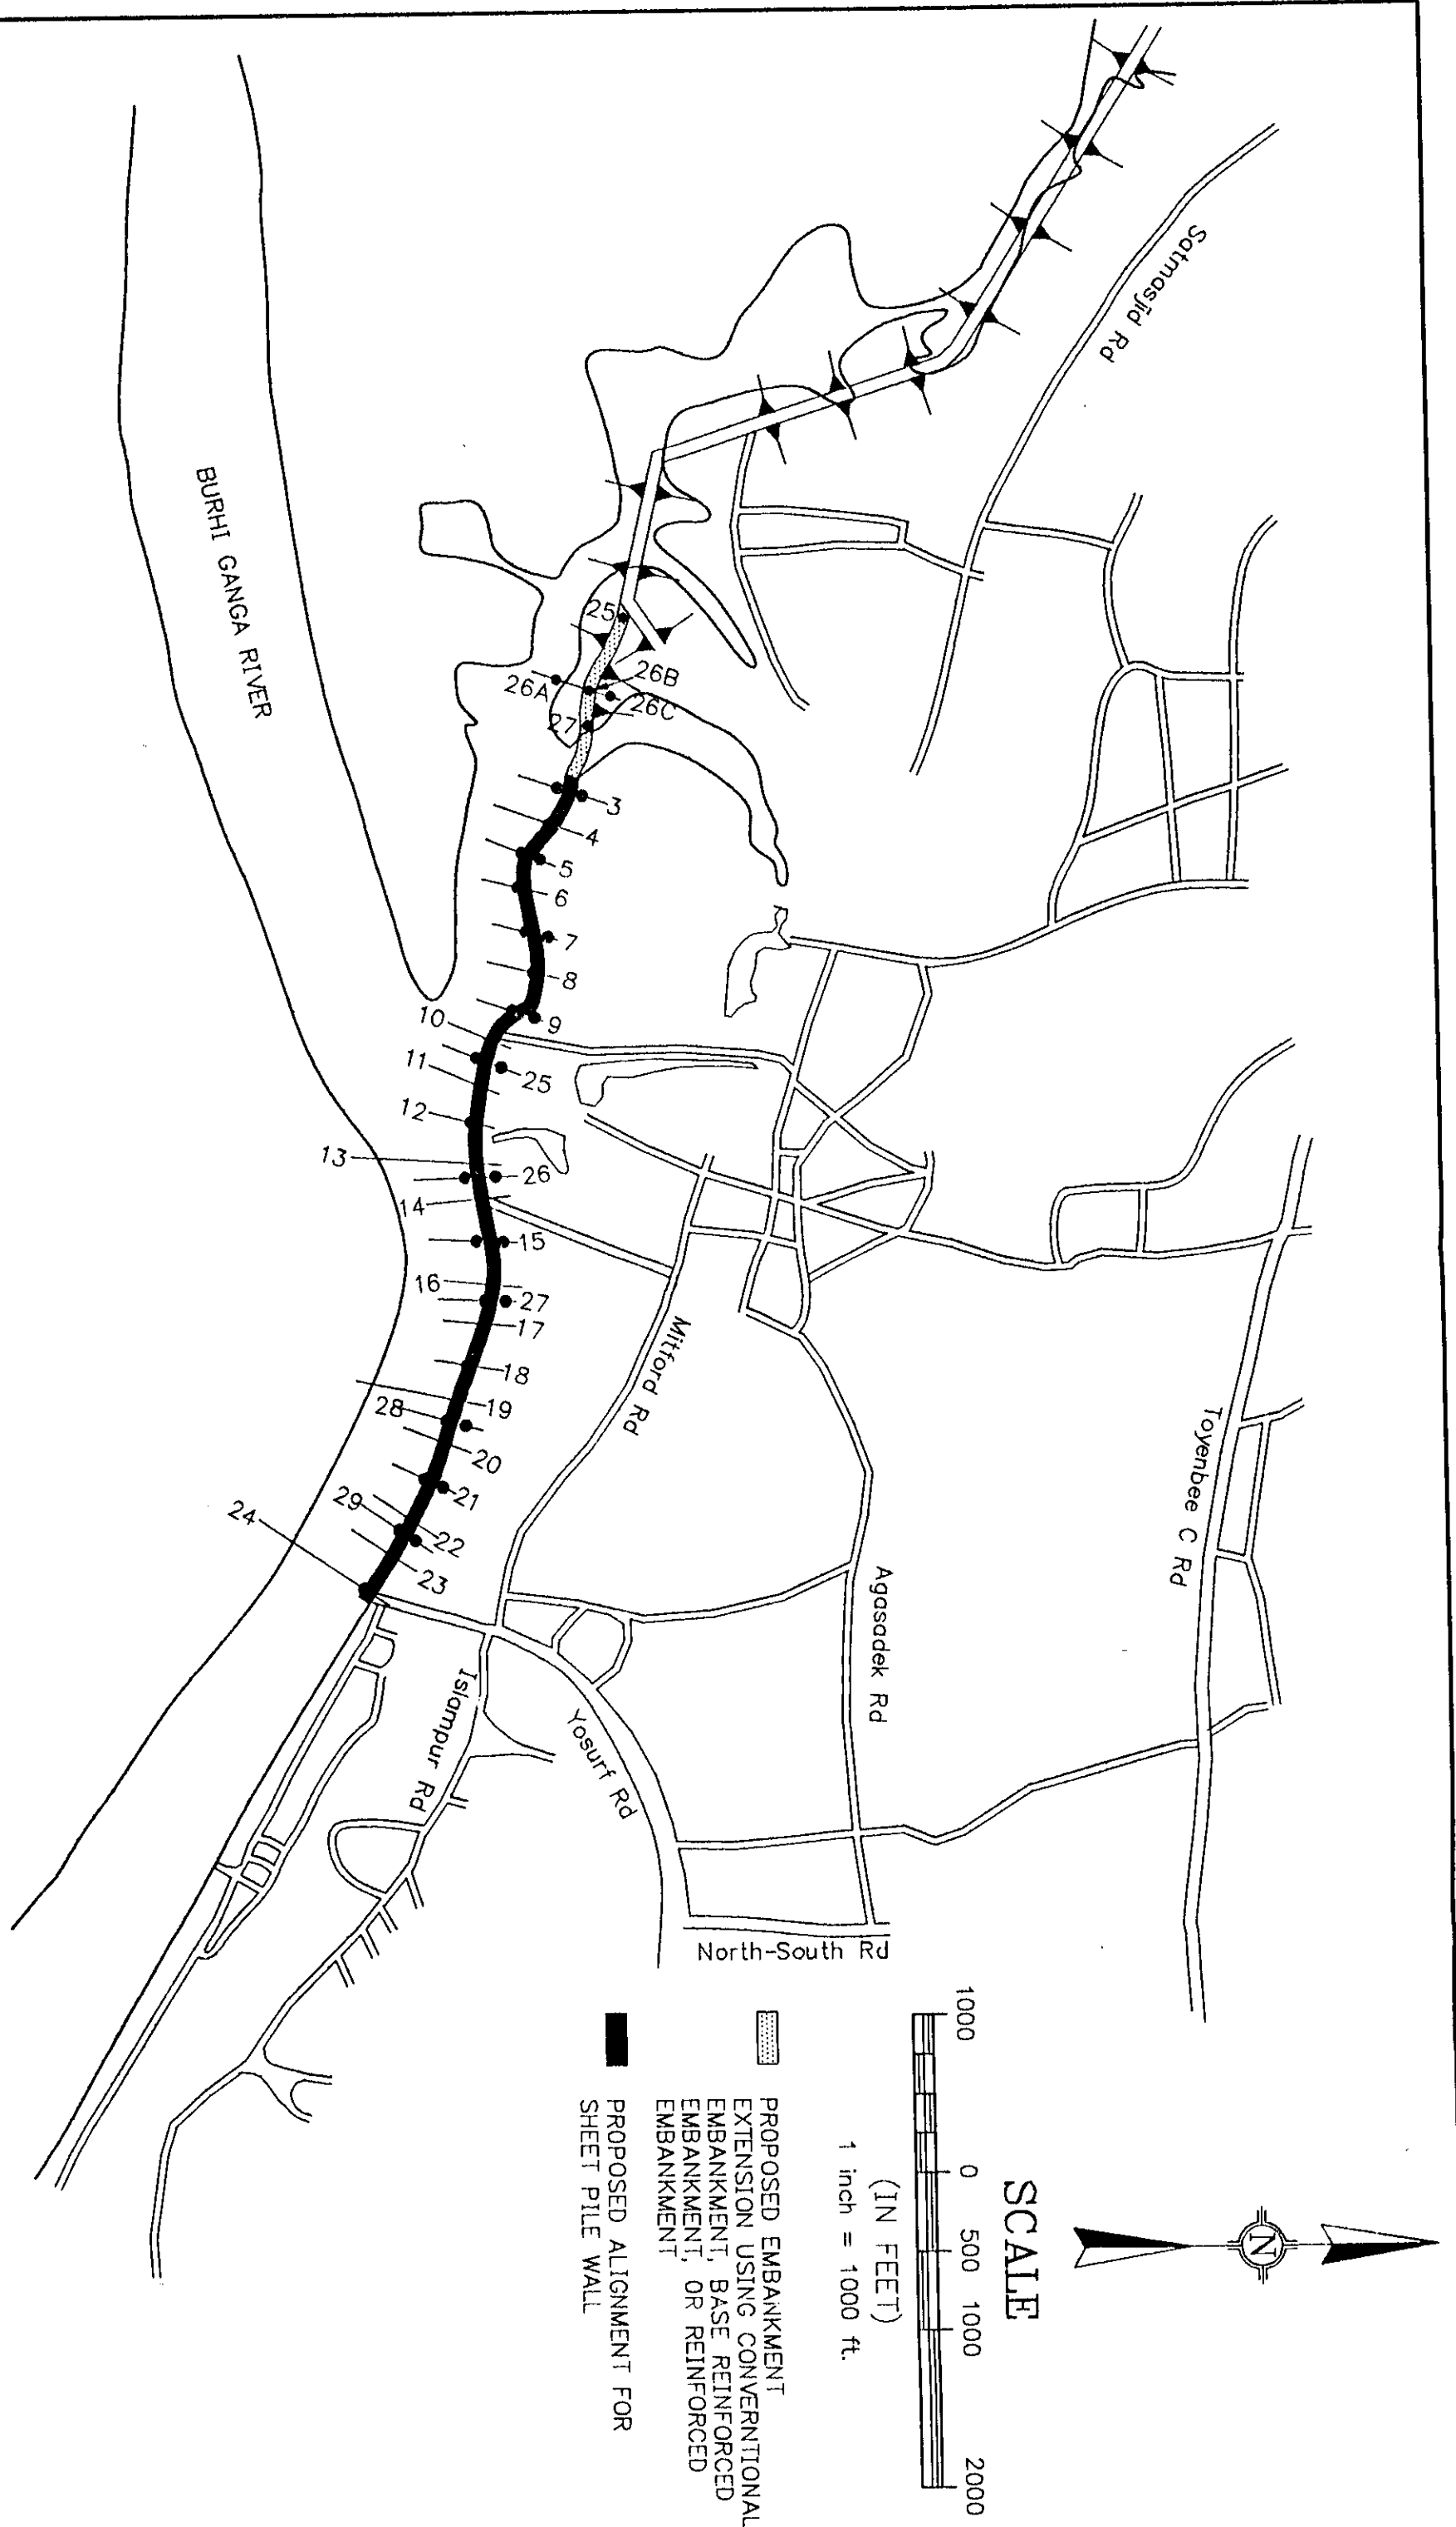 Satmasjid Rd
BURHI GANGA RIVER
25
26A
26B
26C
27
3
4
5
6
7
8
9
10
11
25
12
13
26
14
15
16
27
17
18
19
28
20
21
29
22
23
24
Mitford Rd
Toyenbee C Rd
Agasadek Rd
Islampur Rd
Yosurf Rd
North-South Rd
N
SCALE
1000 0 500 1000 2000
(IN FEET)
1 inch = 1000 ft.
PROPOSED EMBANKMENT
EXTENSION USING CONVERNTIONAL
EMBANKMENT, BASE REINFORCED
EMBANKMENT, OR REINFORCED
EMBANKMENT
PROPOSED ALIGNMENT FOR
SHEET PILE WALL